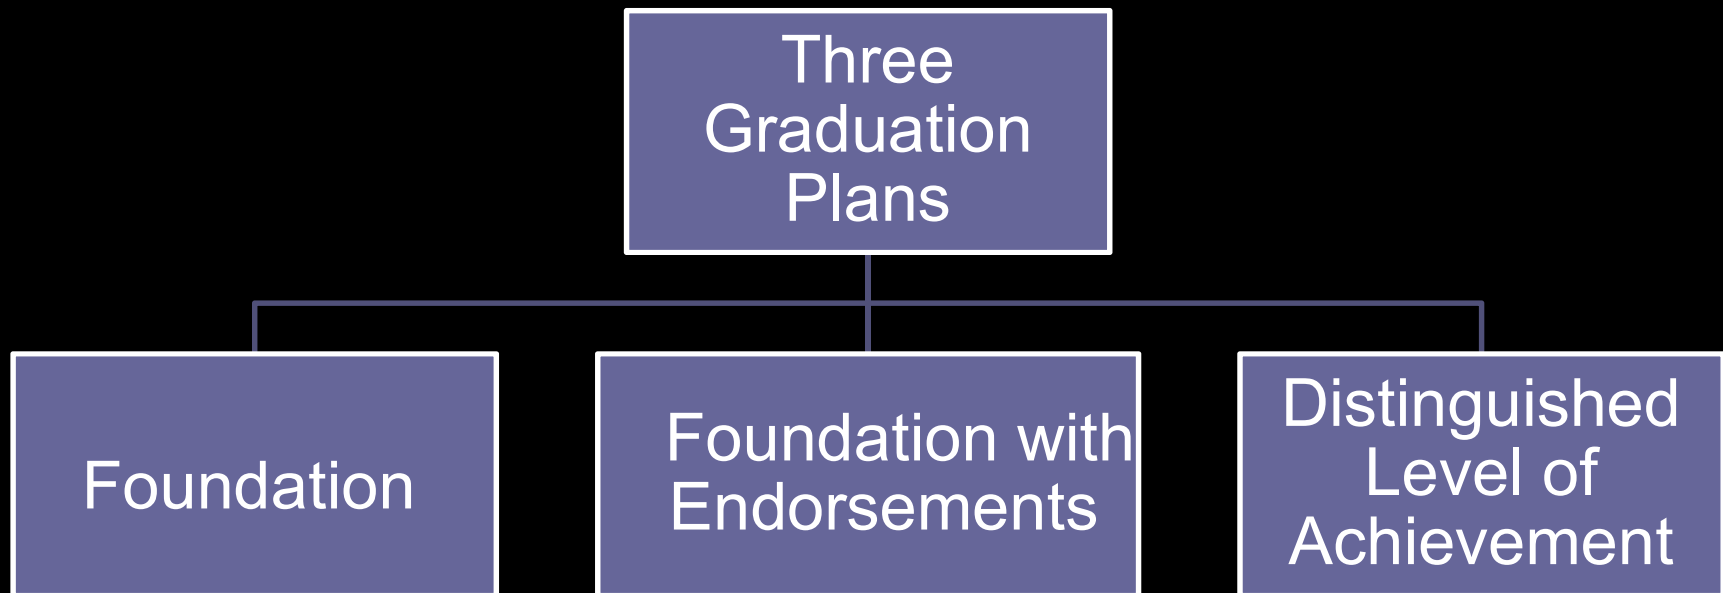 Three
Graduation
Plans
Foundation
Foundation with
Endorsements
Distinguished
Level of
Achievement